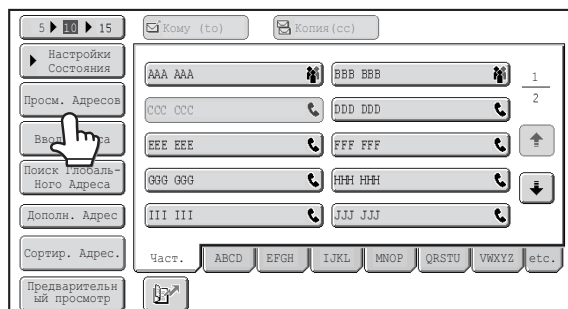 5 10 15
Кому (to)
Копия(cc)
Настройки
Состояния
Просм. Адресов
Поиск Глобаль-
Ного Адреса
Дополн. Адрес
Сортир. Адрес.
Предварительн
ый просмотр
AAA AAA
BBB BBB
CCC CCC
DDD DDD
EEE EEE
FFF FFF
GGG GGG
HHH HHH
III III
JJJ JJJ
1
2
Част.
ABCD
EFGH
IJKL
MNOP
QRSTU
VWXYZ
etc.